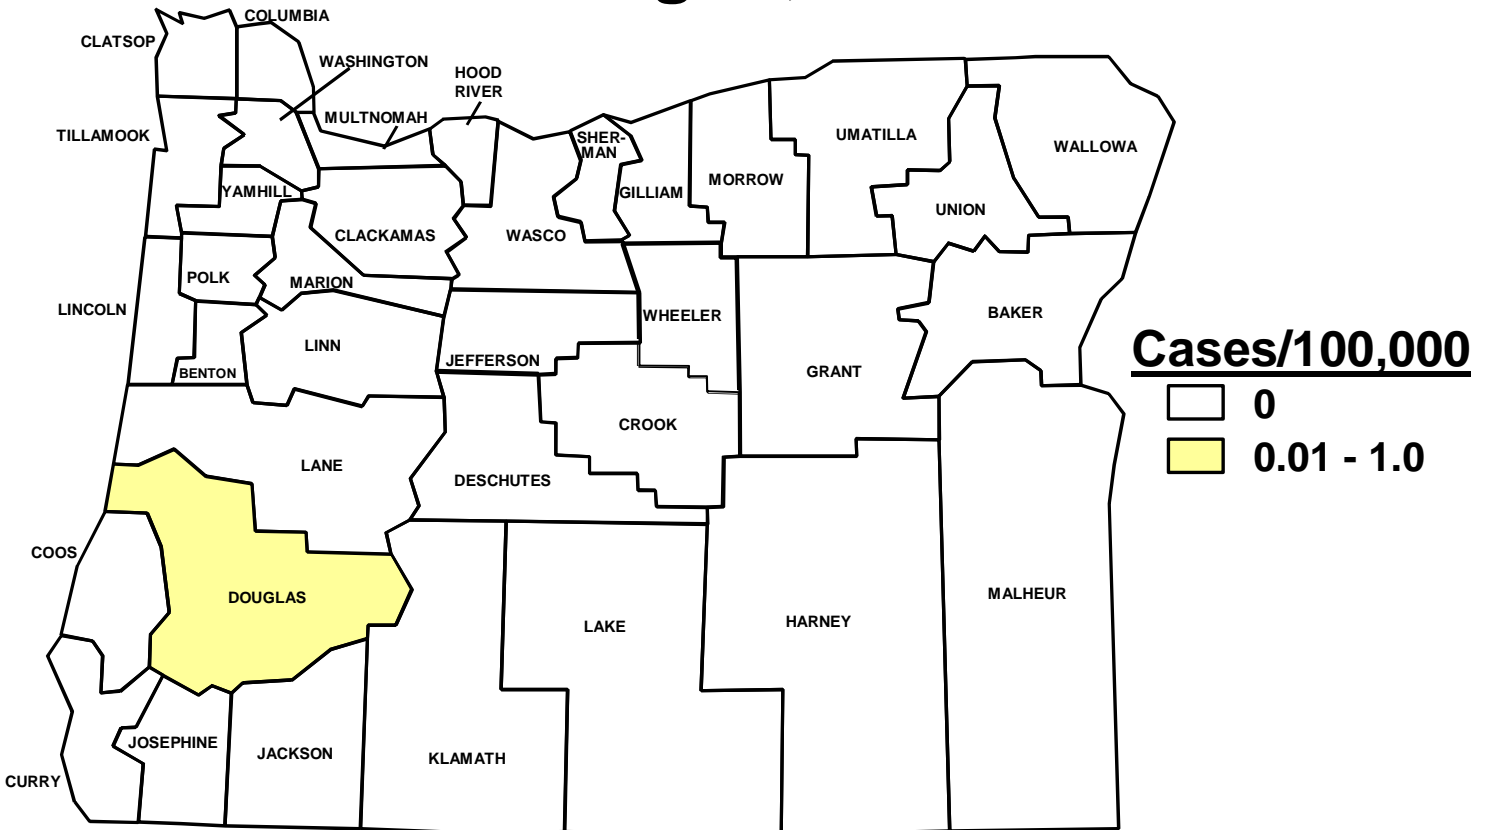 COLUMBIA
CLATSOP
WASHINGTON
HOOD
RIVER
MULTNOMAH
TILLAMOOK
SHER-
MAN
UMATILLA
WALLOWA
YAMHILL
GILLIAM
MORROW
UNION
CLACKAMAS
WASCO
POLK
MARION
LINCOLN
WHEELER
BAKER
LINN
JEFFERSON
BENTON
GRANT
Cases/100,000
0
0.01 - 1.0
CROOK
LANE
DESCHUTES
COOS
DOUGLAS
LAKE
HARNEY
MALHEUR
JOSEPHINE
JACKSON
KLAMATH
CURRY